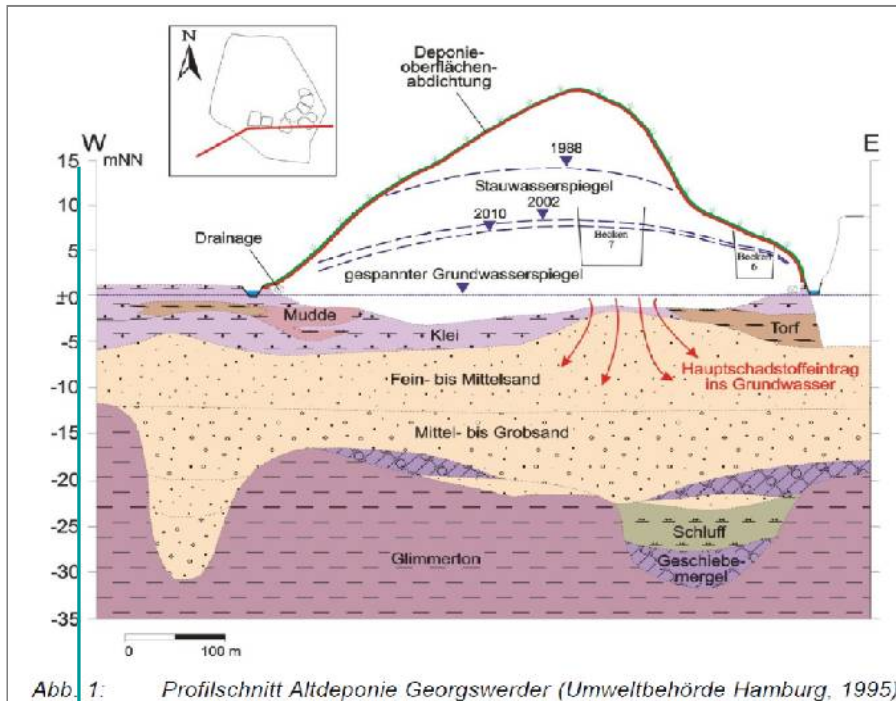 N
Deponie-
oberflächen-
abdichtung
W
mNN
E
15
10
5
±0
-5
-10
-15
-20
-25
-30
-35
1988
Stauwasserspiegel
2002
2010
Becken
7
Becken
6
Drainage
gespannter Grundwasserspiegel
Mudde
Klei
Torf
Hauptschadstoffeintrag
ins Grundwasser
Fein- bis Mittelsand
Mittel- bis Grobsand
Schluff
Glimmerton
Geschiebe-
mergel
0 100 m
Abb. 1: Profilschnitt Altdeponie Georgswerder (Umweltbehörde Hamburg, 1995)